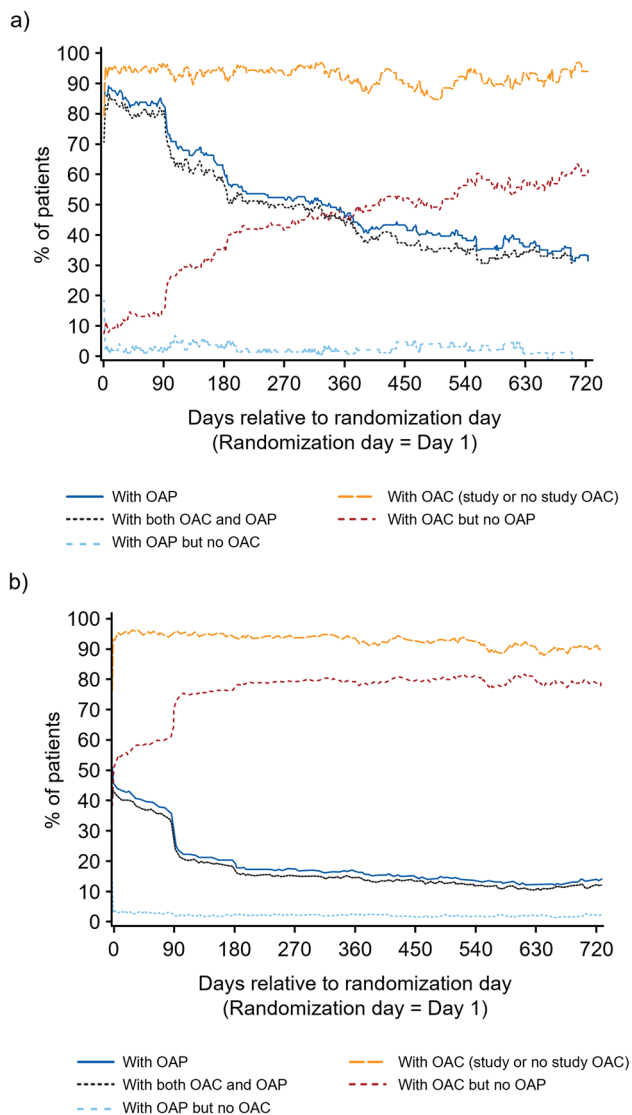 a)
100
90
80
70
60
50
40
30
20
10
0
% of patients
0 90 180 270 360 450 540 630 720
Days relative to randomization day
(Randomization day = Day 1)
With OAP
With OAC (study or no study OAC)
With both OAC and OAP
With OAC but no OAP
With OAP but no OAC
b)
100
90
80
70
60
50
40
30
20
10
0
% of patients
0 90 180 270 360 450 540 630 720
Days relative to randomization day
(Randomization day = Day 1)
With OAP
With OAC (study or no study OAC)
With both OAC and OAP
With OAC but no OAP
With OAP but no OAC